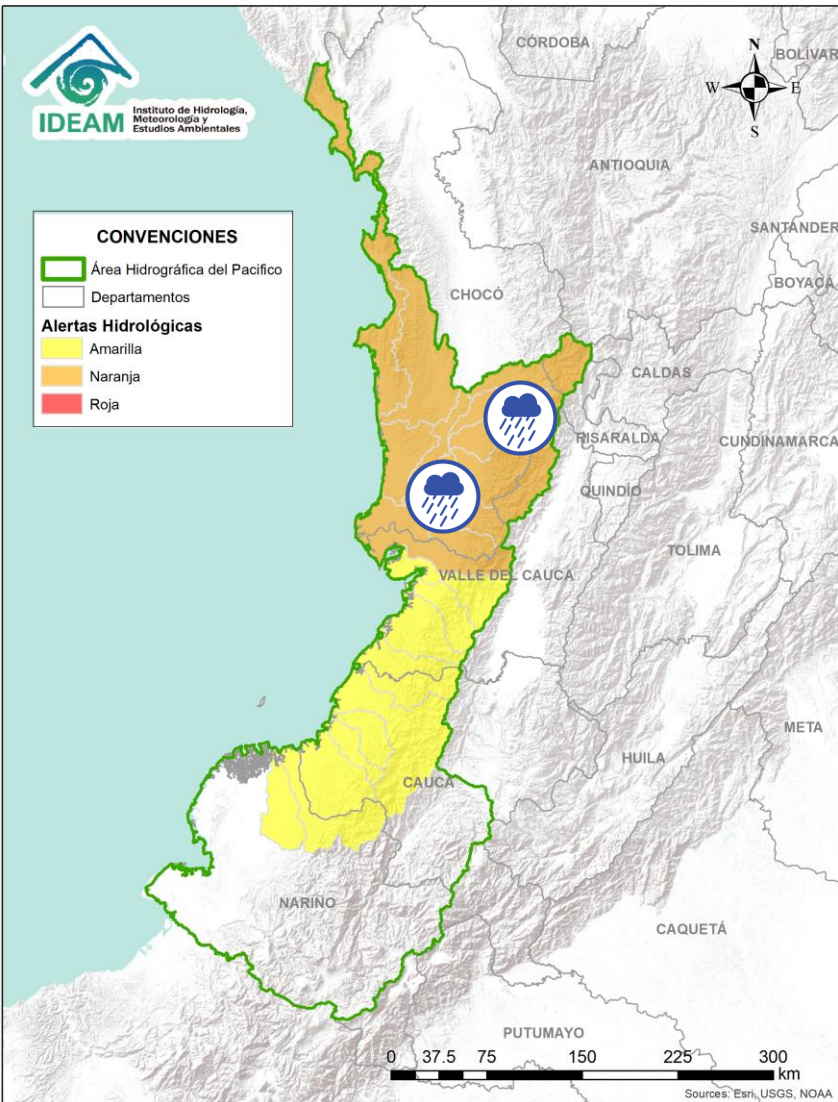 IDEAM
Instituto de Hidrología,
Meteorología y
Estudios Ambientales
CONVENCIONES
Área Hidrográfica del Pacifico
Departamentos
Alertas Hidrológicas
Amarilla
Naranja
Roja
N
W
E
S
CÓRDOBA
BOLÍVAR
ANTIOQUIA
SANTANDER
BOYACÁ
CHOCÓ
CALDAS
RISARALDA
CUNDINAMARCA
QUINDÍO
TOLIMA
VALLE DEL CAUCA
META
HUILA
CAUCA
NARIÑO
CAQUETÁ
PUTUMAYO
0 37.5 75 150 225 300
km
Sources: Esri, USGS, NOAA